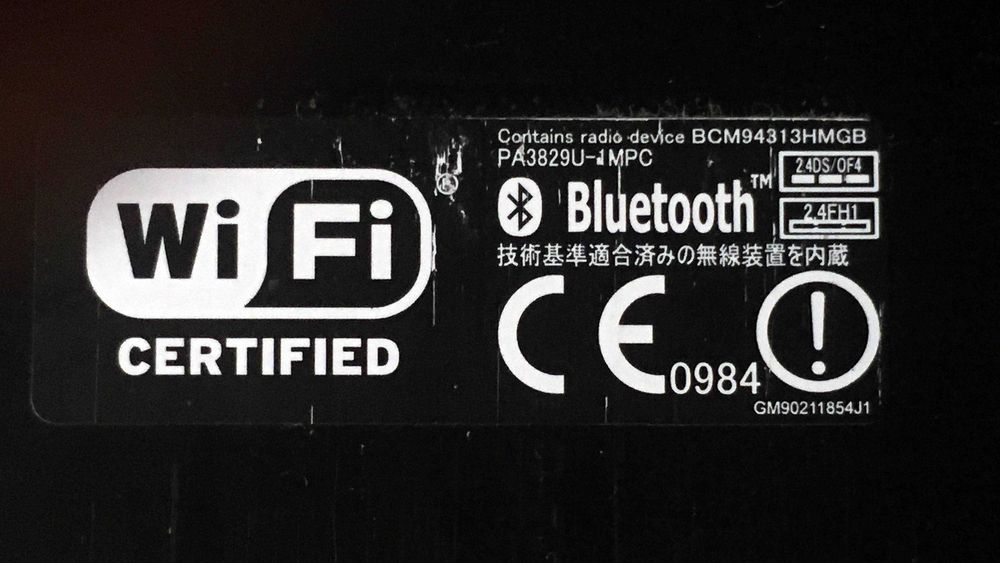 Wi Fi ®
CERTIFIED
Contains radio device BCM94313HMGB
PA3829U-1MPC
Bluetooth™
2.4DS/OF4
2.4FH1
技術基準適合済みの無線装置を内蔵
CE 0984
GM90211854J1